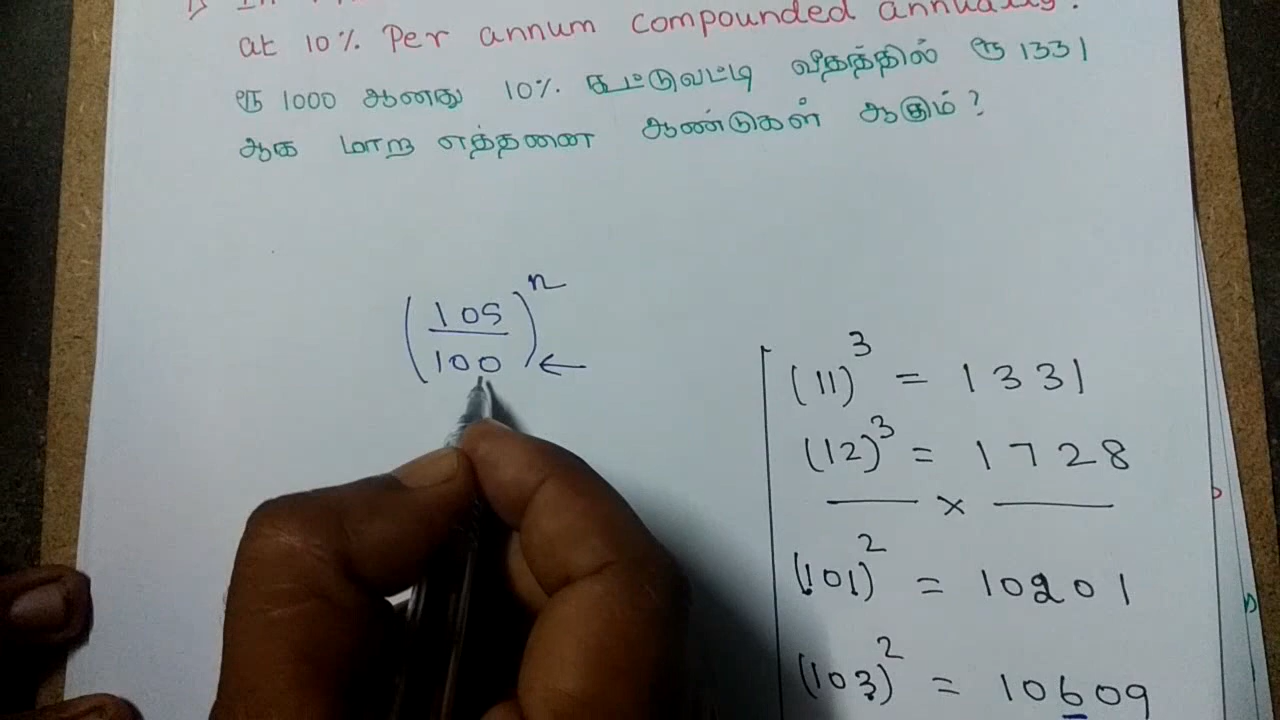 at 10% Per annum compounded annually?
ரூ 1000 ஆனது 10% கூட்டுவட்டி வீதத்தில் ரூ 1331
ஆக மாற எத்தனை ஆண்டுகள் ஆகும்?
(105/100)^n ←
(11)^3 = 1331
(12)^3 = 1728
— × —
(101)^2 = 10201
(103)^2 = 10609